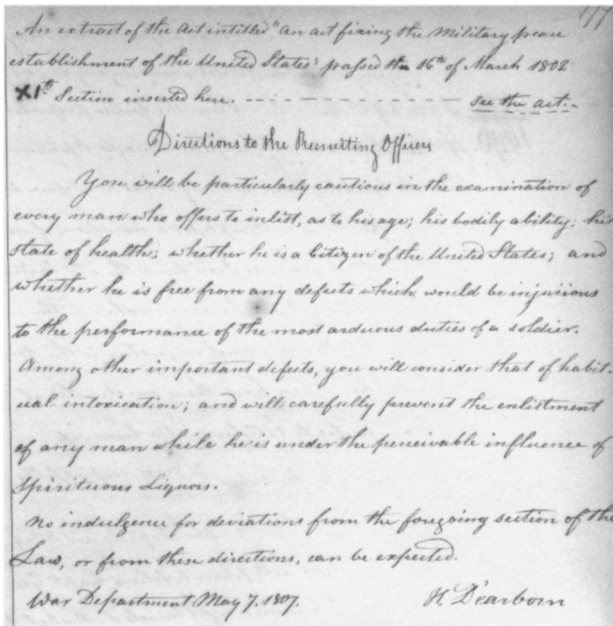 An extract of the Act intitled "an act fixing the military peace
establishment of the United States" passed the 16th of March 1802
XIth Section inserted here. - - - - - - - - - - see the act. -
Directions to the Recruiting Officer
You will be particularly cautious in the examination of
every man who offers to inlist, as to his age; his bodily ability; his
state of health; whether he is a Citizen of the United States; and
whether he is free from any defects which would be injurious
to the performance of the most arduous duties of a soldier.
Among other important defects, you will consider that of habit-
ual intoxication; and will carefully prevent the enlistment
of any man while he is under the perceivable influence of
Spirituous Liquors.
No indulgence for deviations from the foregoing section of the
Law, or from these directions, can be expected.
War Department May 7. 1807. H. Dearborn